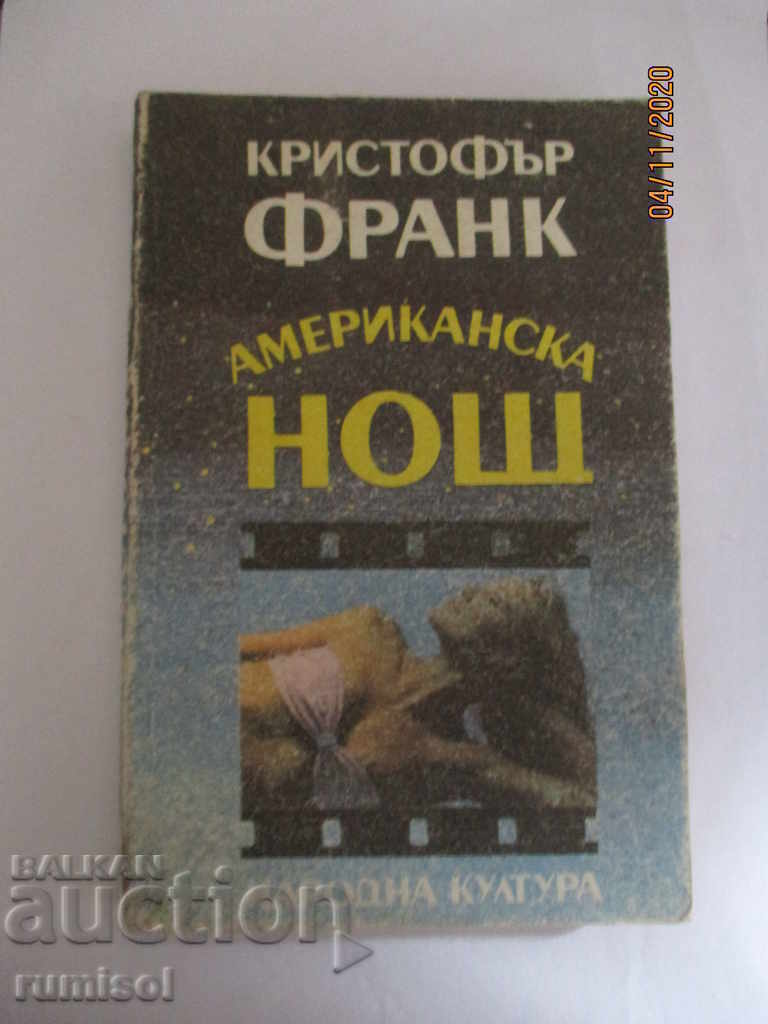 04/11/2020
КРИСТОФЪР
ФРАНК
АМЕРИКАНСКА
НОЩ
НАРОДНА КУЛТУРА
BALKAN
auction
rumisol